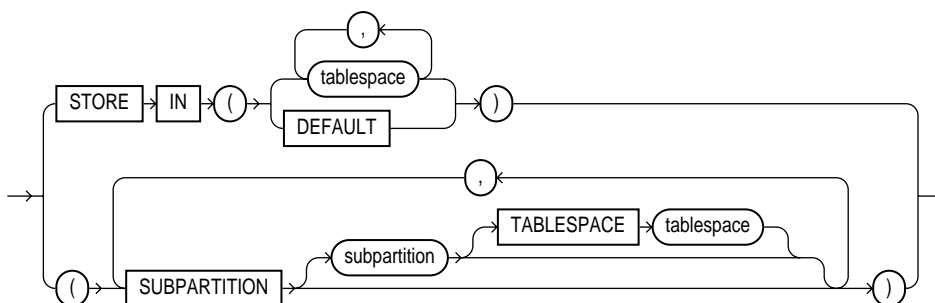 ,
tablespace
STORE IN ( )
DEFAULT
,
TABLESPACE tablespace
subpartition
( SUBPARTITION )